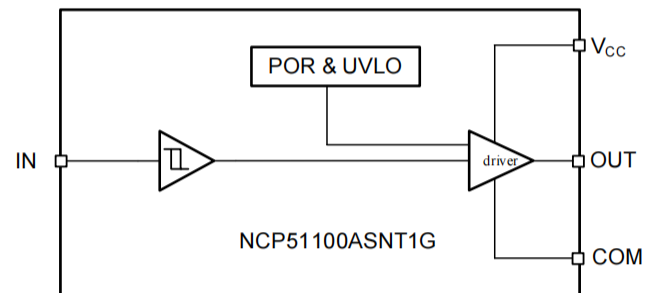 POR & UVLO
VCC
IN
driver
OUT
NCP51100ASNT1G
COM